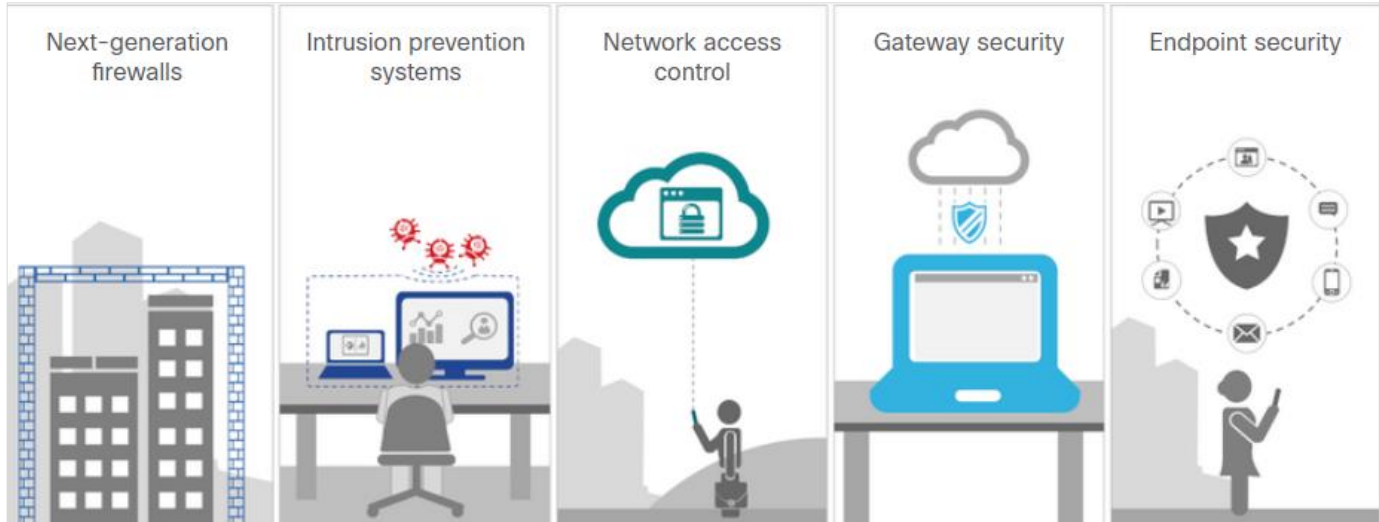 Next-generation
firewalls
Intrusion prevention
systems
Network access
control
Gateway security
Endpoint security